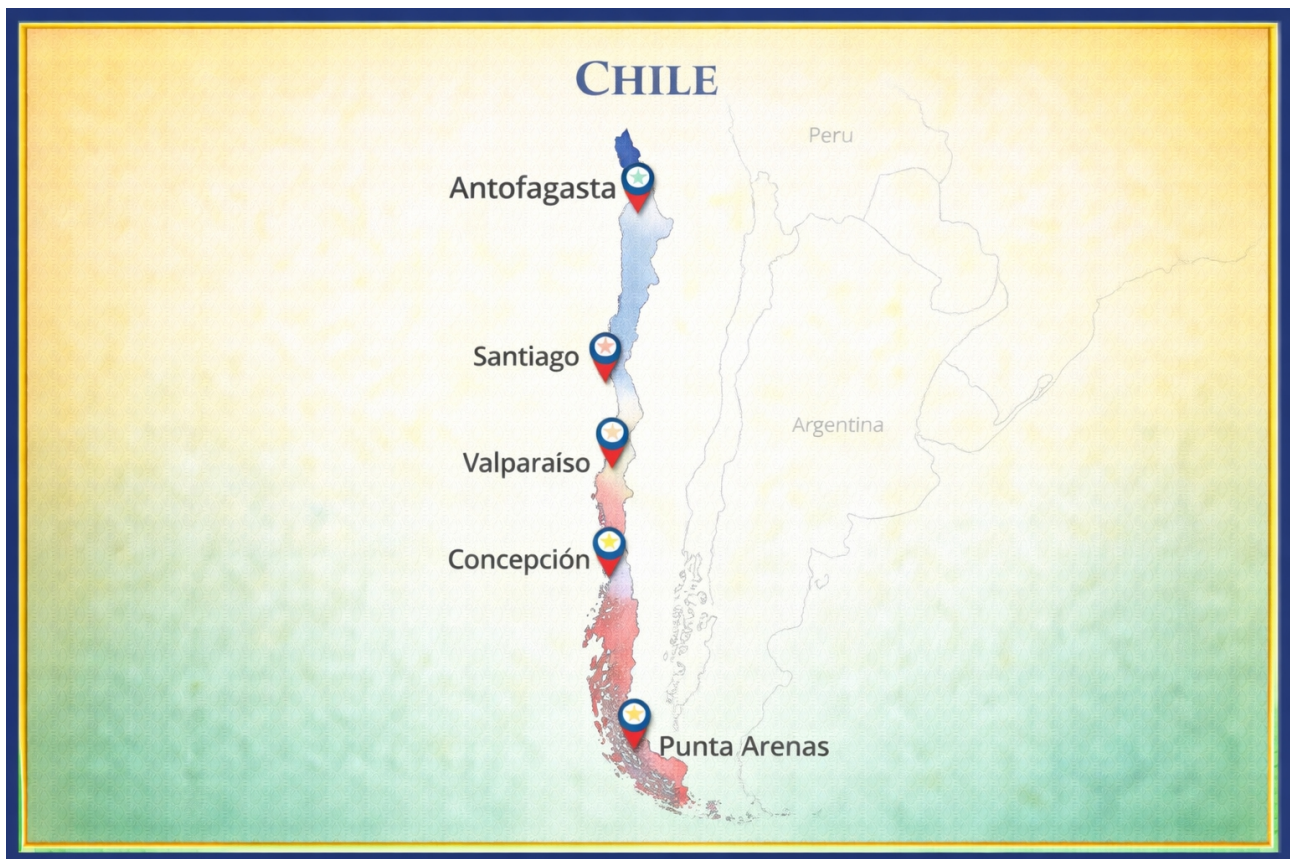 CHILE
Peru
Antofagasta
Santiago
Argentina
Valparaíso
Concepción
Punta Arenas